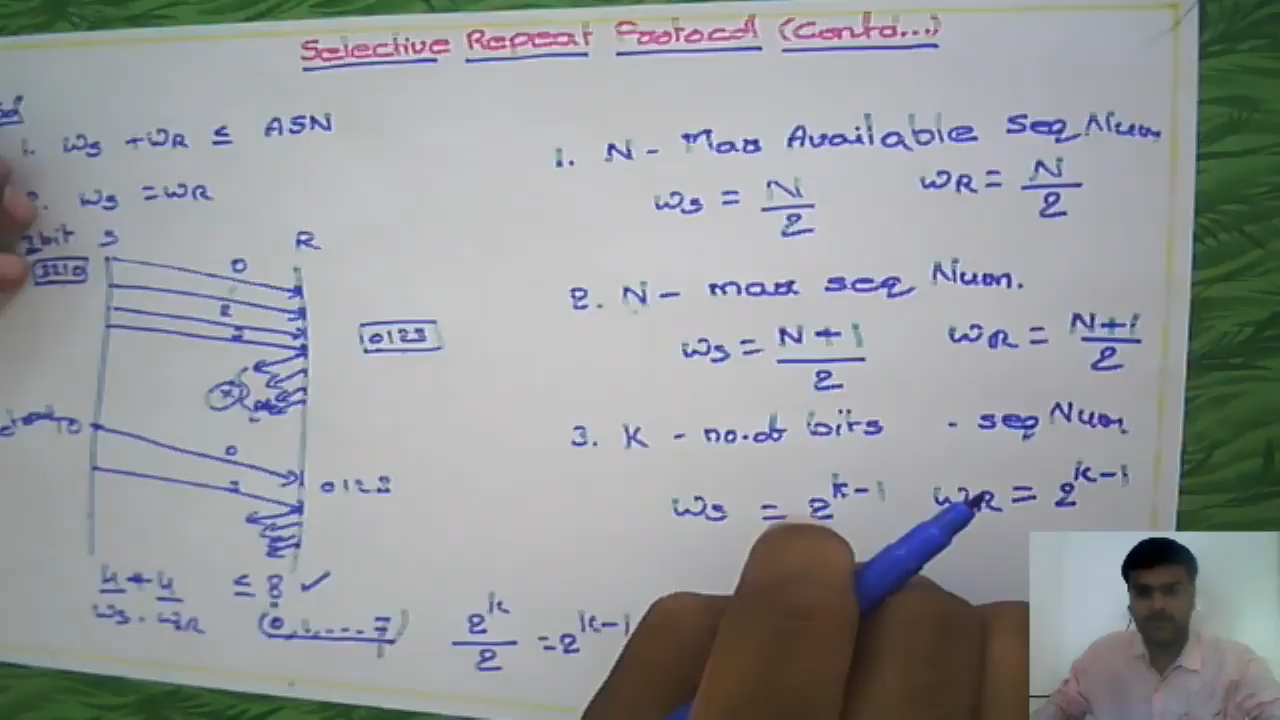 Selective Repeat Protocol (Contd...)
1. WS + WR ≤ ASN
2. WS = WR
3bit S R
3210
0
2
3
0123
x
0
3
0123
4 + 4 ≤ 8 ✓
WS . WR (0, 1, .... 7)
2^k / 2 = 2^k-1
1. N - Max Available Seq Num
WS = N/2 WR = N/2
2. N - max seq Num.
WS = N+1/2 WR = N+1/2
3. K - no.of bits - seq Num
WS = 2^k-1 WR = 2^k-1